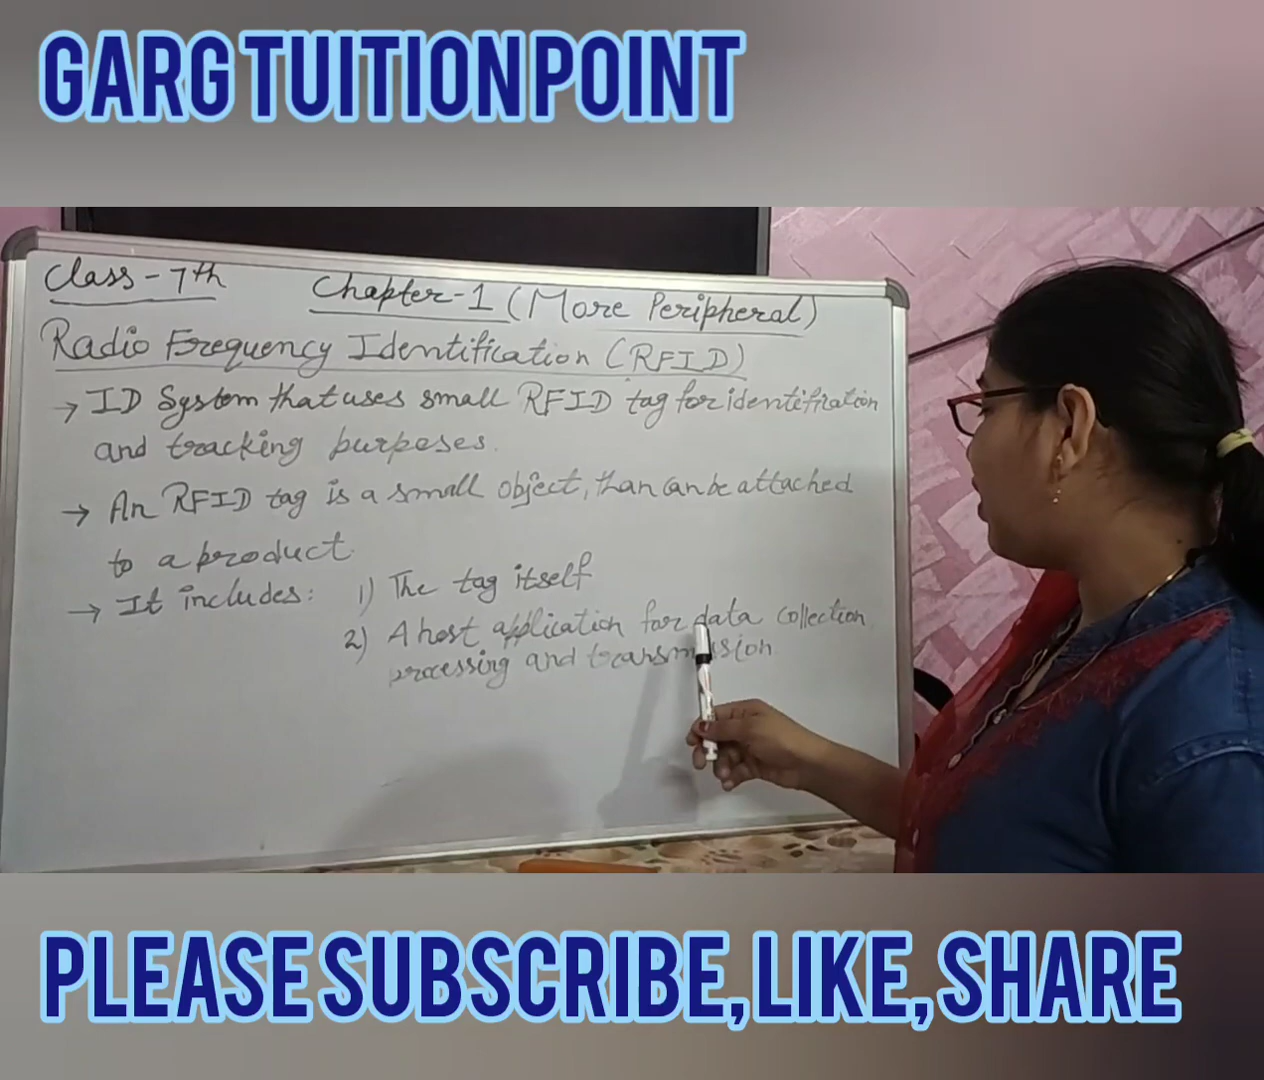 GARG TUITION POINT
Class - 7th
Chapter-1 (More Peripheral)
Radio Frequency Identification (RFID)
→ ID System that uses small RFID tag for identification
and tracking purposes.
→ An RFID tag is a small object, than can be attached
to a product
→ It includes: 1) The tag itself
2) A host application for data collection,
processing and transmission.
PLEASE SUBSCRIBE, LIKE, SHARE